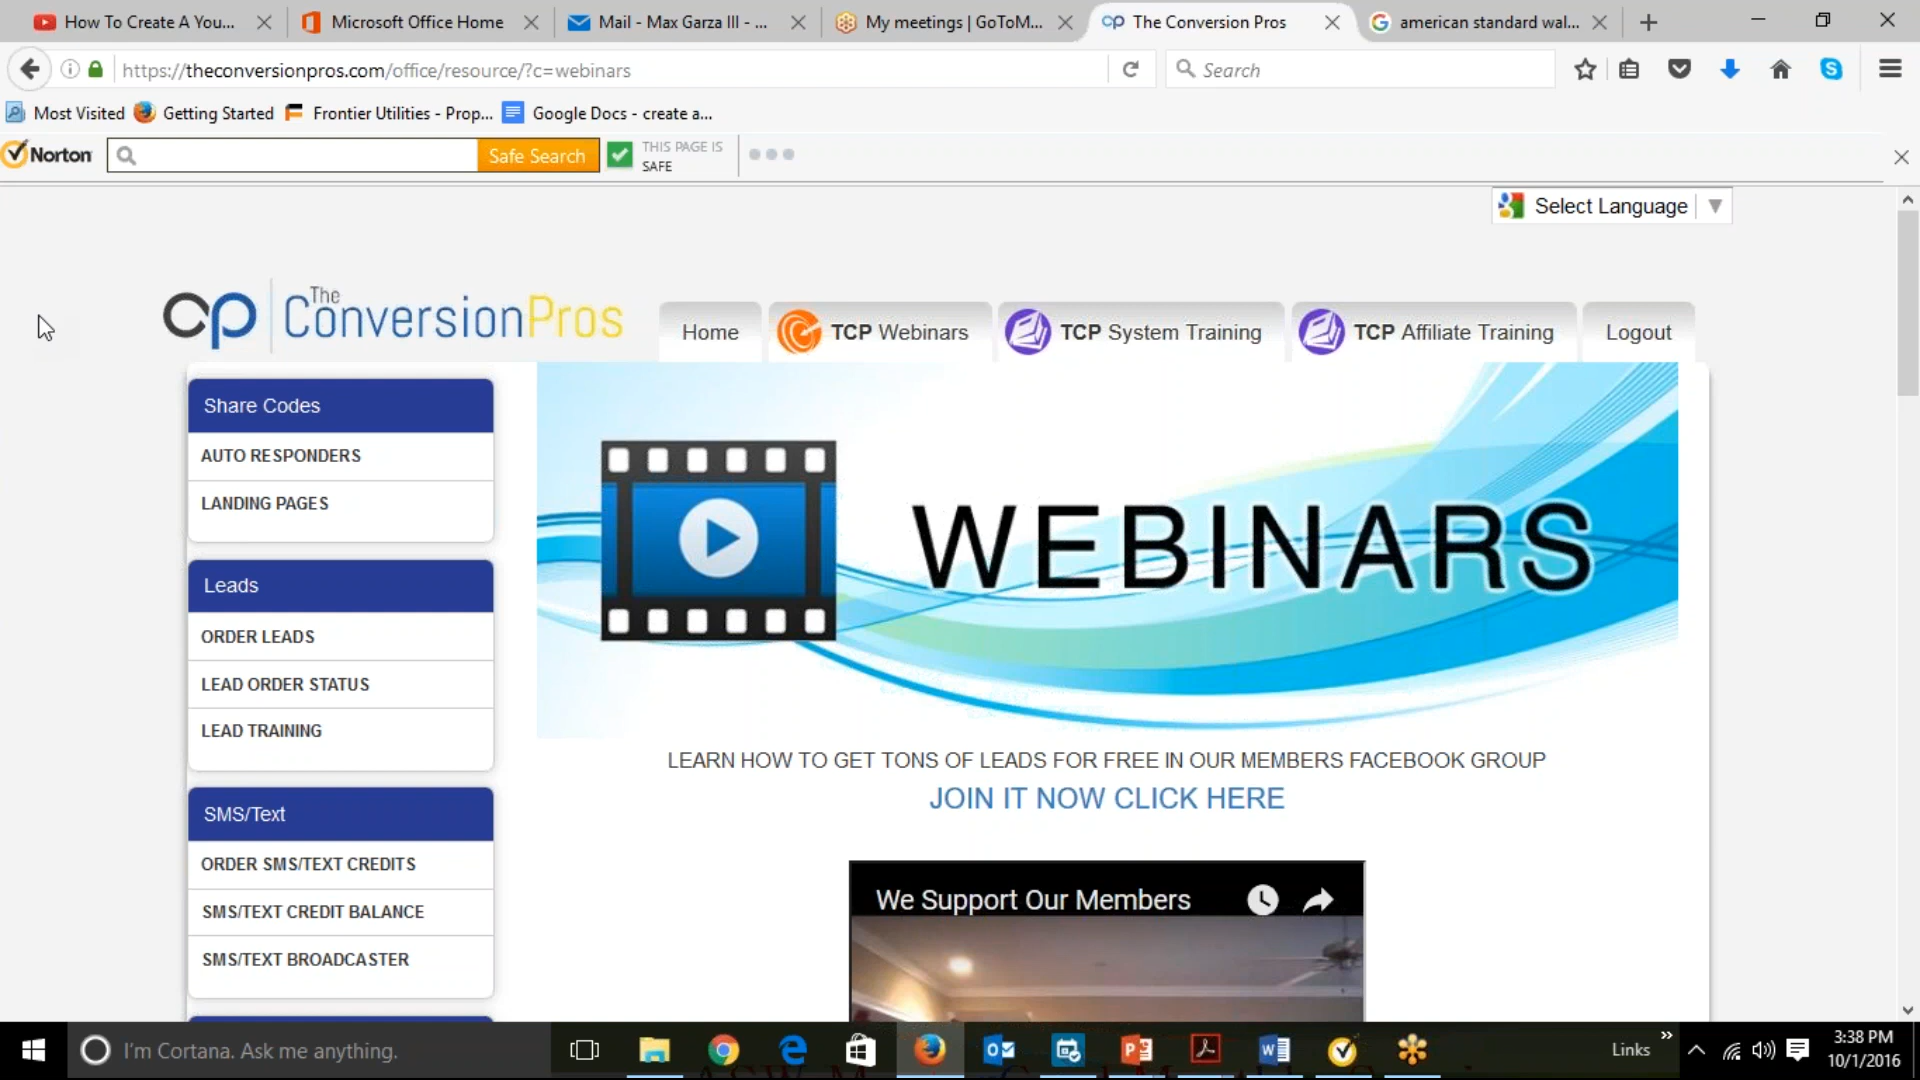 How To Create A You...
Microsoft Office Home
Mail - Max Garza III - ...
My meetings | GoToM...
The Conversion Pros
american standard wal...
https://theconversionpros.com/office/resource/?c=webinars
Search
Most Visited
Getting Started
Frontier Utilities - Prop...
Google Docs - create a...
Norton
Safe Search
THIS PAGE IS
SAFE
Select Language
cp The ConversionPros
Home
TCP Webinars
TCP System Training
TCP Affiliate Training
Logout
Share Codes
AUTO RESPONDERS
LANDING PAGES
Leads
ORDER LEADS
LEAD ORDER STATUS
LEAD TRAINING
SMS/Text
ORDER SMS/TEXT CREDITS
SMS/TEXT CREDIT BALANCE
SMS/TEXT BROADCASTER
WEBINARS
LEARN HOW TO GET TONS OF LEADS FOR FREE IN OUR MEMBERS FACEBOOK GROUP
JOIN IT NOW CLICK HERE
We Support Our Members
I'm Cortana. Ask me anything.
Links
3:38 PM
10/1/2016